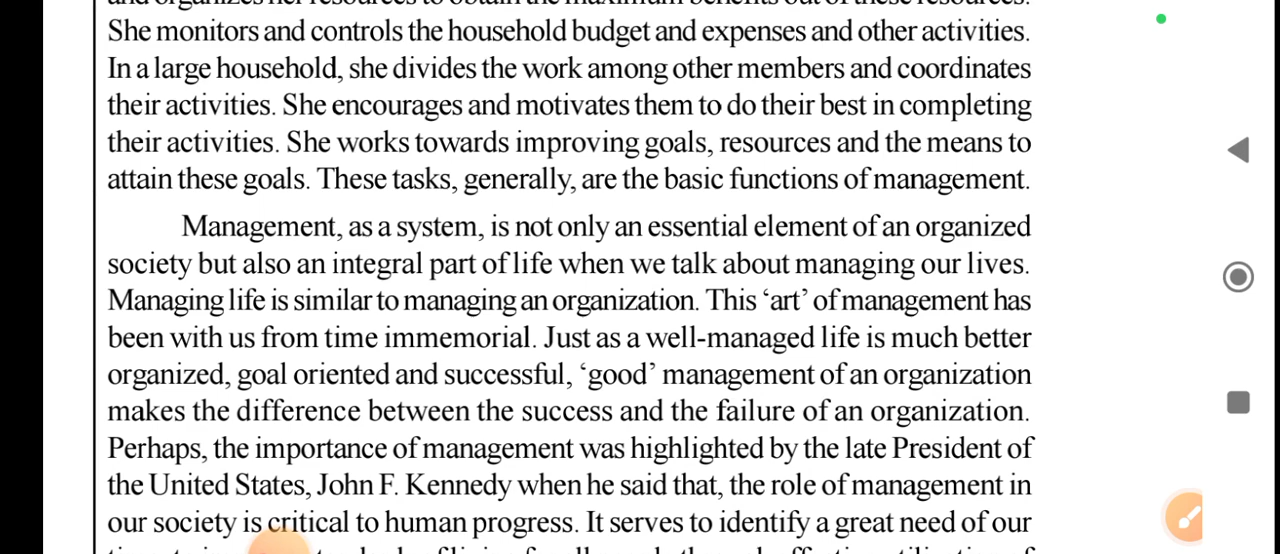 She monitors and controls the household budget and expenses and other activities.
In a large household, she divides the work among other members and coordinates
their activities. She encourages and motivates them to do their best in completing
their activities. She works towards improving goals, resources and the means to
attain these goals. These tasks, generally, are the basic functions of management.
Management, as a system, is not only an essential element of an organized
society but also an integral part of life when we talk about managing our lives.
Managing life is similar to managing an organization. This ‘art’ of management has
been with us from time immemorial. Just as a well-managed life is much better
organized, goal oriented and successful, ‘good’ management of an organization
makes the difference between the success and the failure of an organization.
Perhaps, the importance of management was highlighted by the late President of
the United States, John F. Kennedy when he said that, the role of management in
our society is critical to human progress. It serves to identify a great need of our